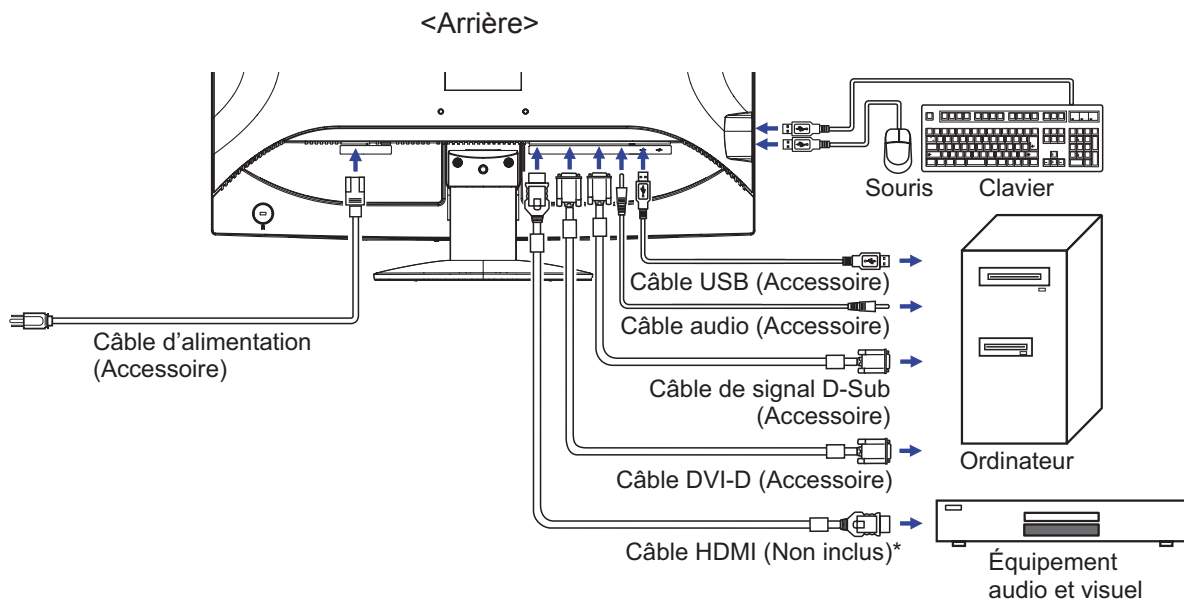 <Arrière>
Souris
Clavier
Câble USB (Accessoire)
Câble audio (Accessoire)
Câble d’alimentation
(Accessoire)
Câble de signal D-Sub
(Accessoire)
Ordinateur
Câble DVI-D (Accessoire)
Câble HDMI (Non inclus)*
Équipement
audio et visuel